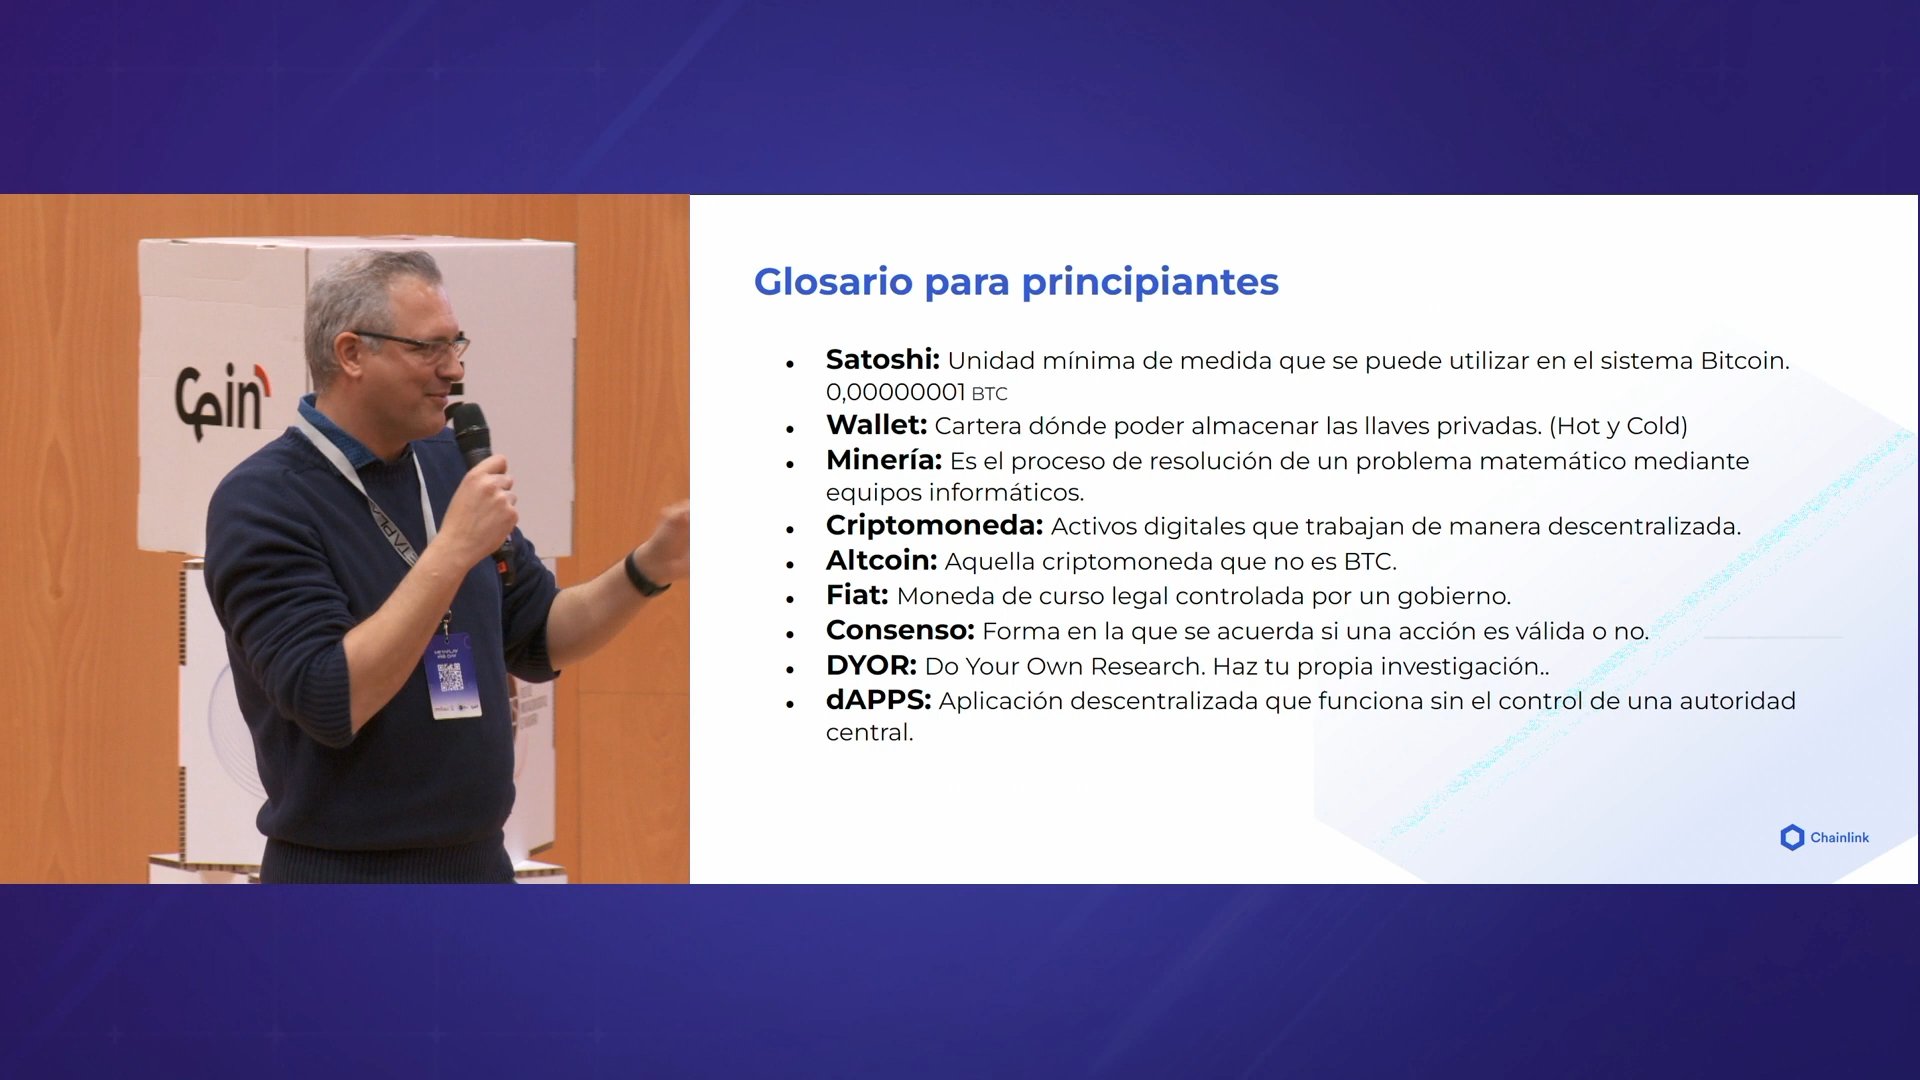 Coin
Glosario para principiantes
• Satoshi: Unidad mínima de medida que se puede utilizar en el sistema Bitcoin.
0,00000001 BTC
• Wallet: Cartera dónde poder almacenar las llaves privadas. (Hot y Cold)
• Minería: Es el proceso de resolución de un problema matemático mediante
equipos informáticos.
• Criptomoneda: Activos digitales que trabajan de manera descentralizada.
• Altcoin: Aquella criptomoneda que no es BTC.
• Fiat: Moneda de curso legal controlada por un gobierno.
• Consenso: Forma en la que se acuerda si una acción es válida o no.
• DYOR: Do Your Own Research. Haz tu propia investigación..
• dAPPS: Aplicación descentralizada que funciona sin el control de una autoridad
central.
Chainlink